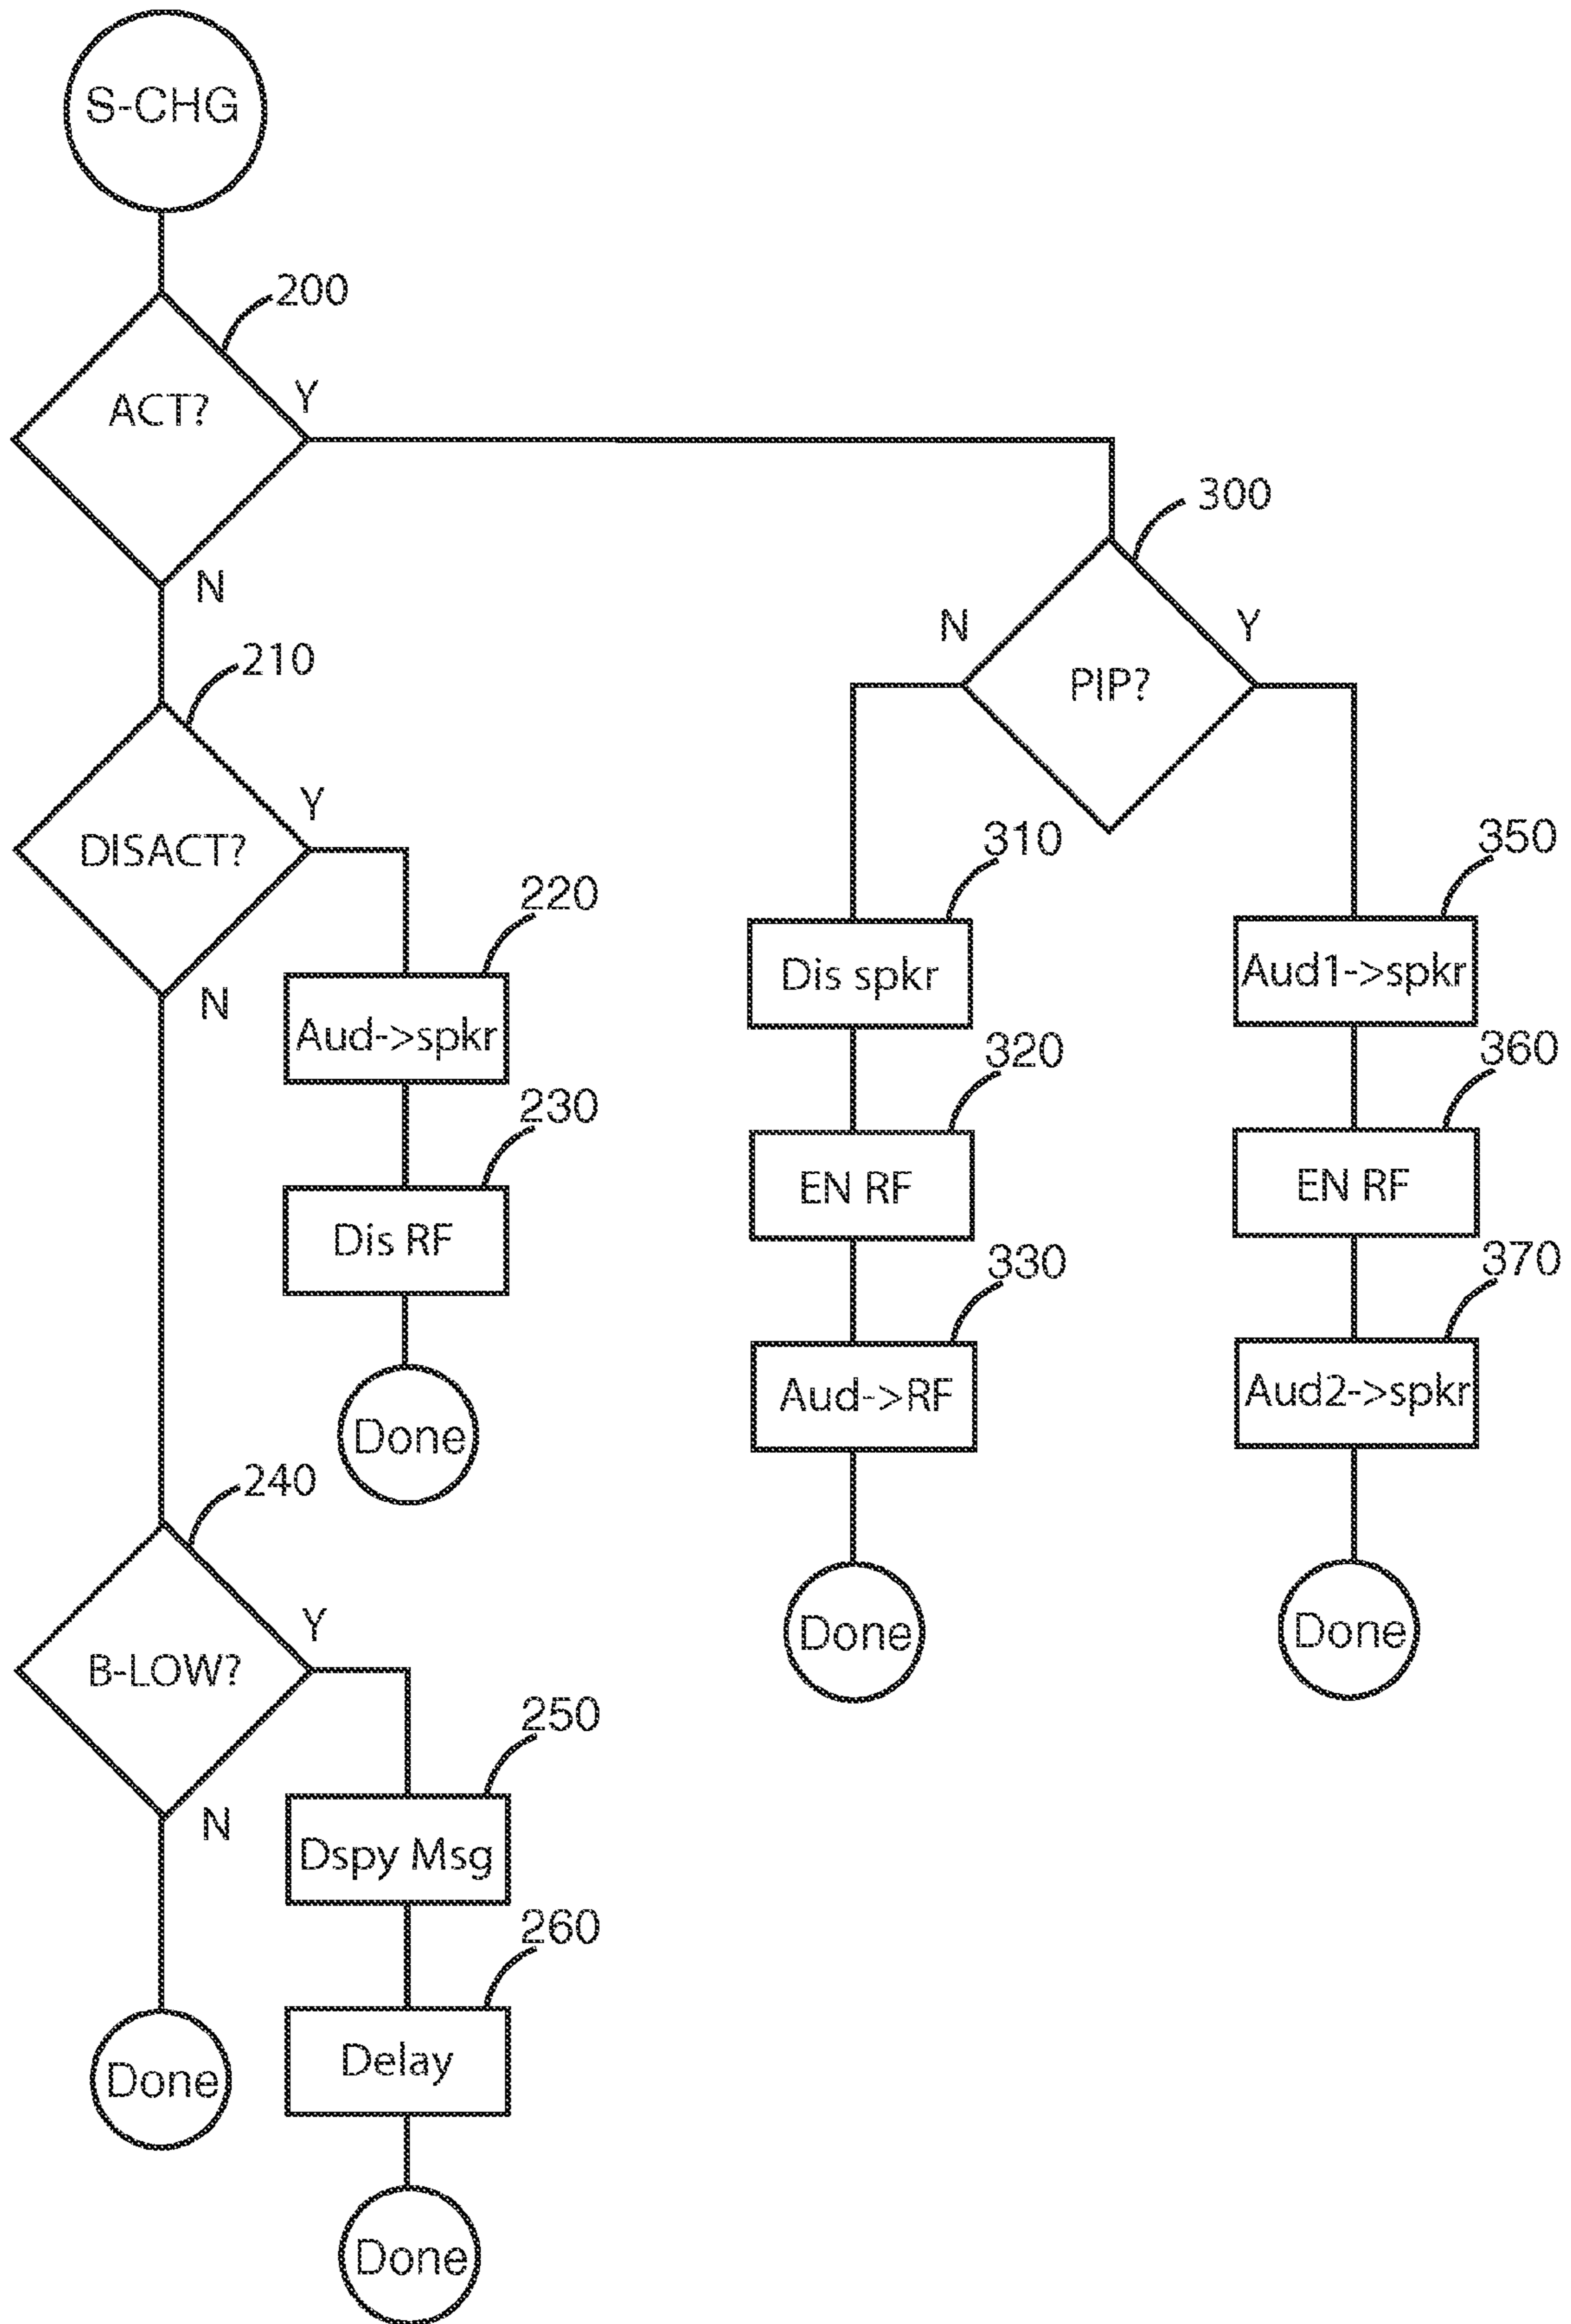 S-CHG
200
ACT?
Y
N
300
N
Y
PIP?
210
DISACT?
Y
N
220
Aud->spkr
230
Dis RF
Done
310
Dis spkr
320
EN RF
330
Aud->RF
Done
350
Aud1->spkr
360
EN RF
370
Aud2->spkr
Done
240
B-LOW?
Y
N
250
Dspy Msg
260
Delay
Done
Done